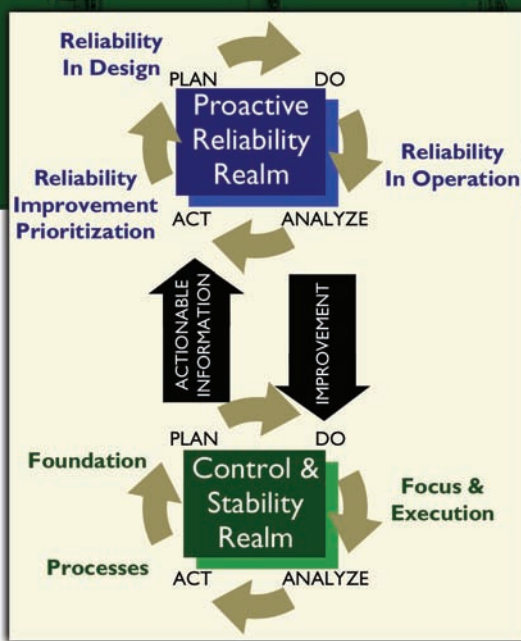 Reliability
In Design
PLAN
DO
Proactive
Reliability
Realm
Reliability
In Operation
Reliability
Improvement
Prioritization
ACT
ANALYZE
ACTIONABLE
INFORMATION
IMPROVEMENT
PLAN
DO
Foundation
Control &
Stability
Realm
Focus &
Execution
Processes
ACT
ANALYZE